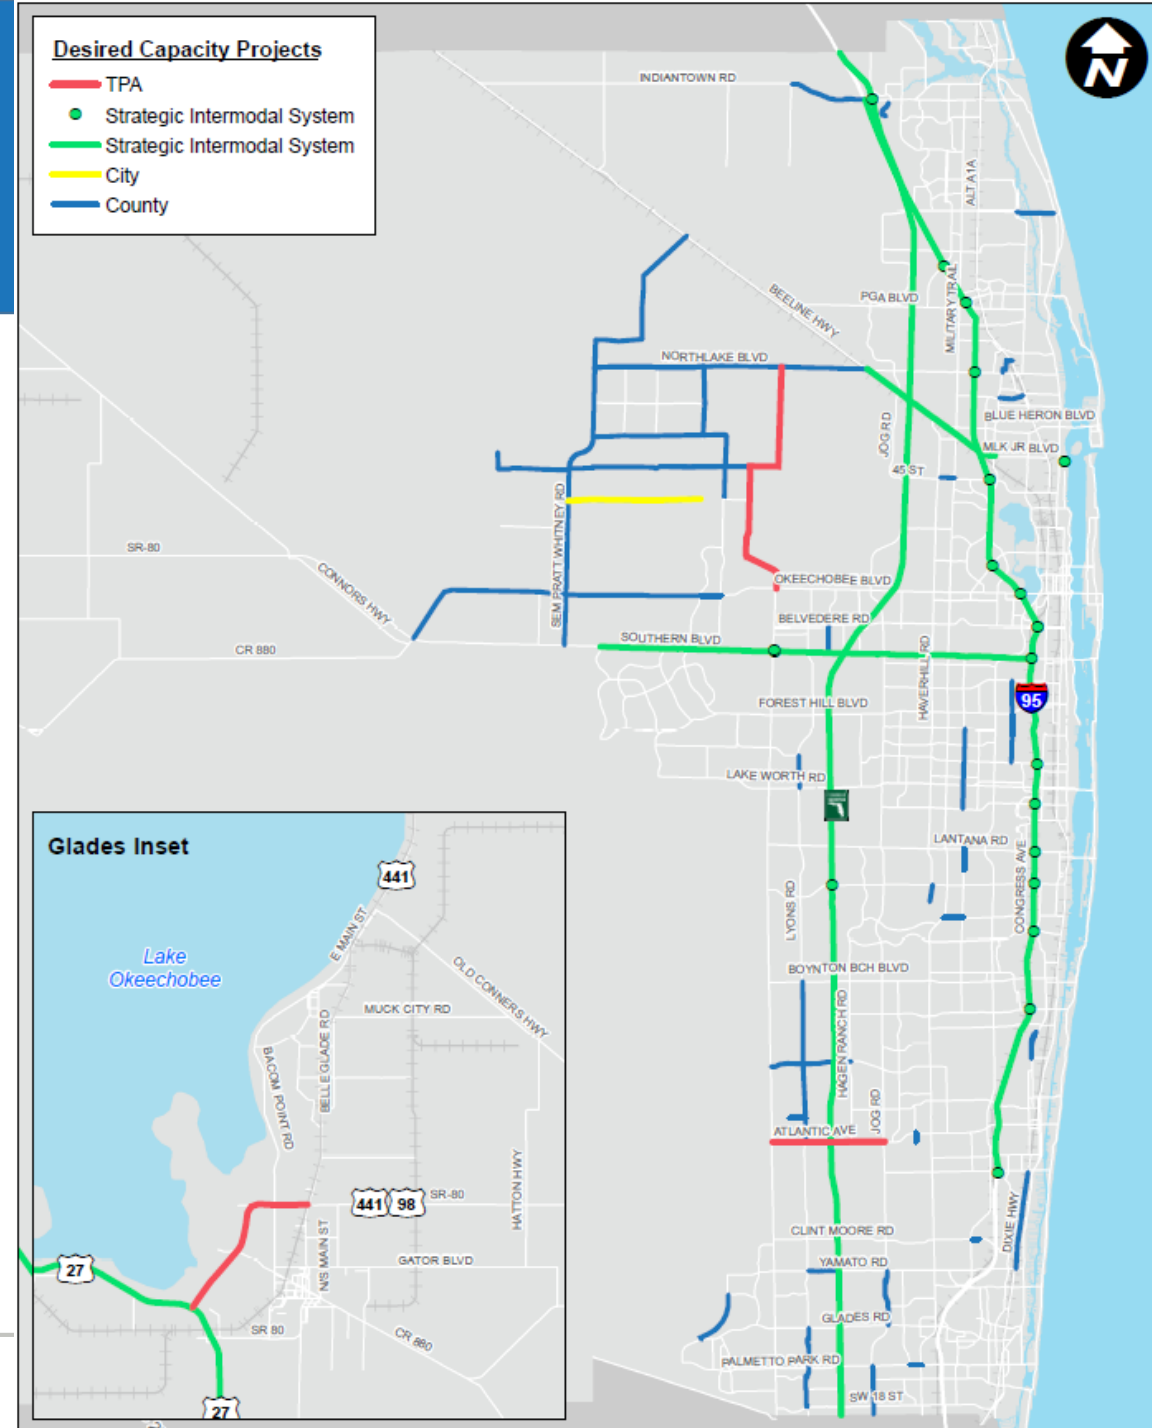 Desired Capacity Projects
TPA
Strategic Intermodal System
Strategic Intermodal System
City
County
N
INDIANTOWN RD
ALT A1A
BEELINE HWY
PGA BLVD
MILITARY TRAIL
NORTHLAKE BLVD
BLUE HERON BLVD
JOG RD
MLK JR BLVD
45 ST
SEM PRATT WHITNEY RD
SR-80
CONNORS HWY
OKEECHOBEE BLVD
BELVEDERE RD
SOUTHERN BLVD
CR 880
HAVERHILL RD
95
FOREST HILL BLVD
LAKE WORTH RD
LANTANA RD
CONGRESS AVE
LYONS RD
BOYNTON BCH BLVD
HAGEN RANCH RD
JOG RD
ATLANTIC AVE
DIXIE HWY
CLINT MOORE RD
YAMATO RD
GLADES RD
PALMETTO PARK RD
SW 18 ST
Glades Inset
441
E MAIN ST
Lake
Okeechobee
OLD CONNERS HWY
MUCK CITY RD
BELLE GLADE RD
BACOM POINT RD
HATTON HWY
441
98
SR-80
N/S MAIN ST
GATOR BLVD
27
SR 80
CR 880
27